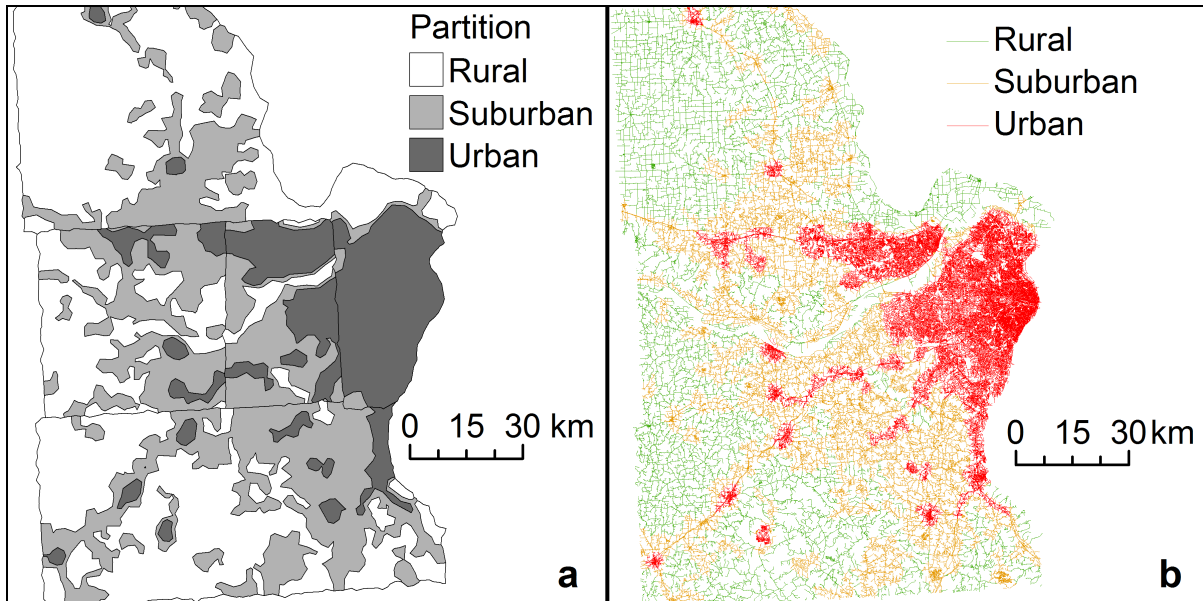 Partition
Rural
Suburban
Urban
0 15 30 km
a
Rural
Suburban
Urban
0 15 30 km
b